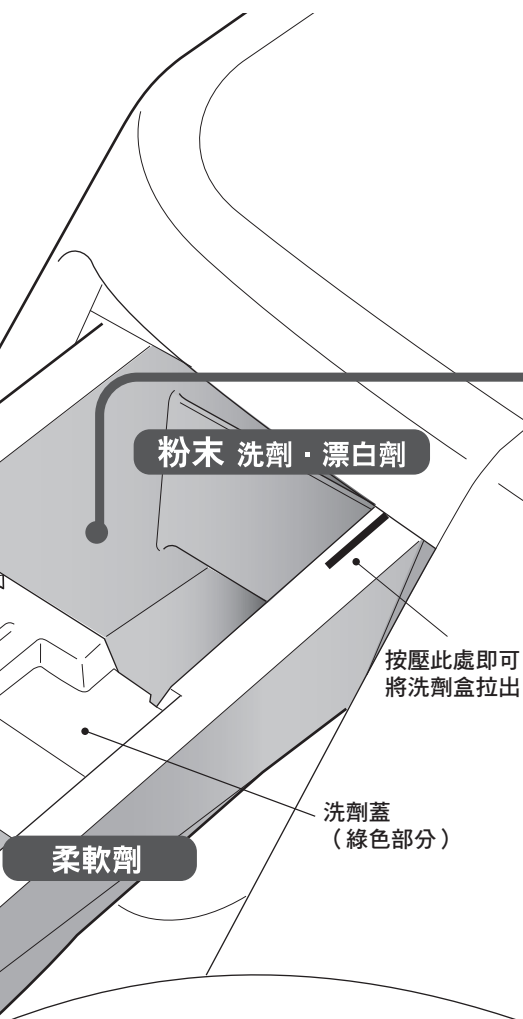 粉末 洗劑・漂白劑
按壓此處即可
將洗劑盒拉出
洗劑蓋
（綠色部分）
柔軟劑